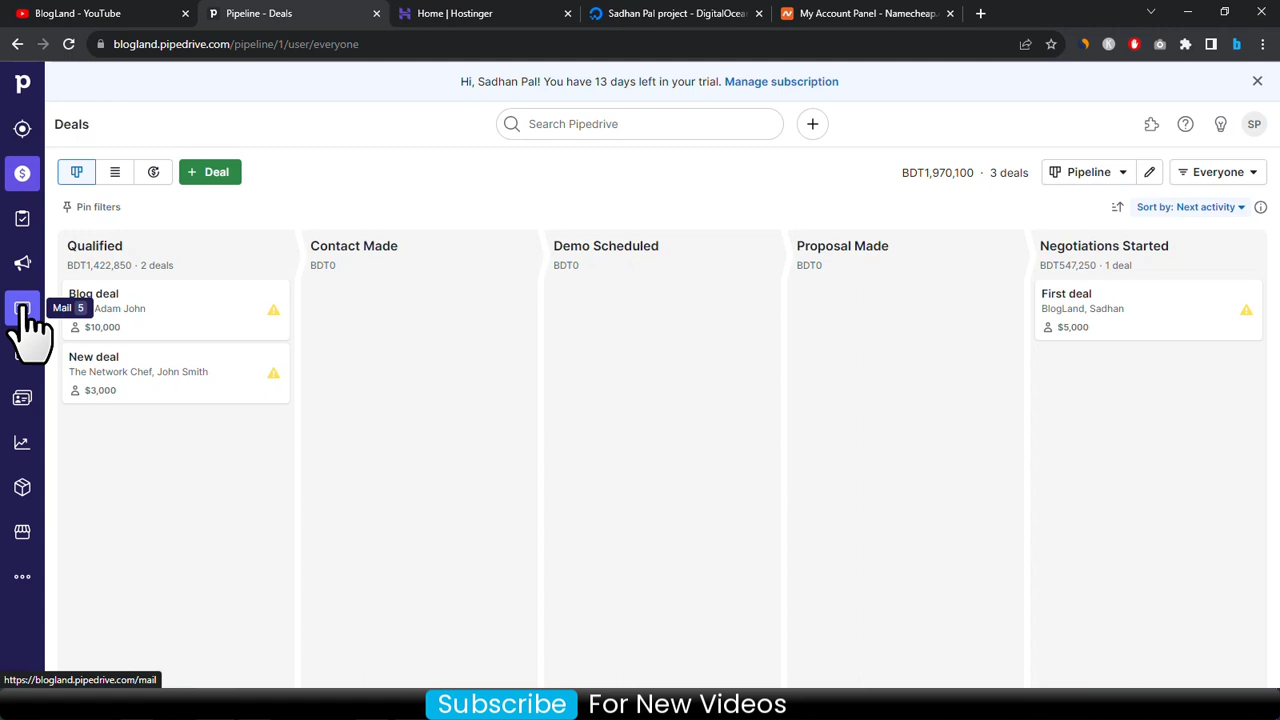 BlogLand - YouTube
Pipeline - Deals
Home | Hostinger
Sadhan Pal project - DigitalOcea
My Account Panel - Namecheap.
blogland.pipedrive.com/pipeline/1/user/everyone
Hi, Sadhan Pal! You have 13 days left in your trial. Manage subscription
Deals
Search Pipedrive
SP
+ Deal
BDT1,970,100 · 3 deals
Pipeline
Everyone
Pin filters
Sort by: Next activity
Qualified
BDT1,422,850 · 2 deals
Contact Made
BDT0
Demo Scheduled
BDT0
Proposal Made
BDT0
Negotiations Started
BDT547,250 · 1 deal
Blog deal
Adam John
$10,000
Mail 5
New deal
The Network Chef, John Smith
$3,000
First deal
BlogLand, Sadhan
$5,000
https://blogland.pipedrive.com/mail
Subscribe For New Videos